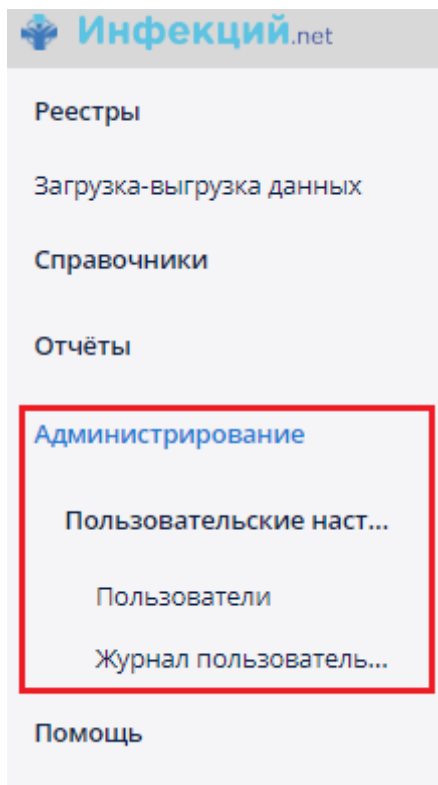 Инфекций.net
Реестры
Загрузка-выгрузка данных
Справочники
Отчёты
Администрирование
Пользовательские наст...
Пользователи
Журнал пользователь...
Помощь